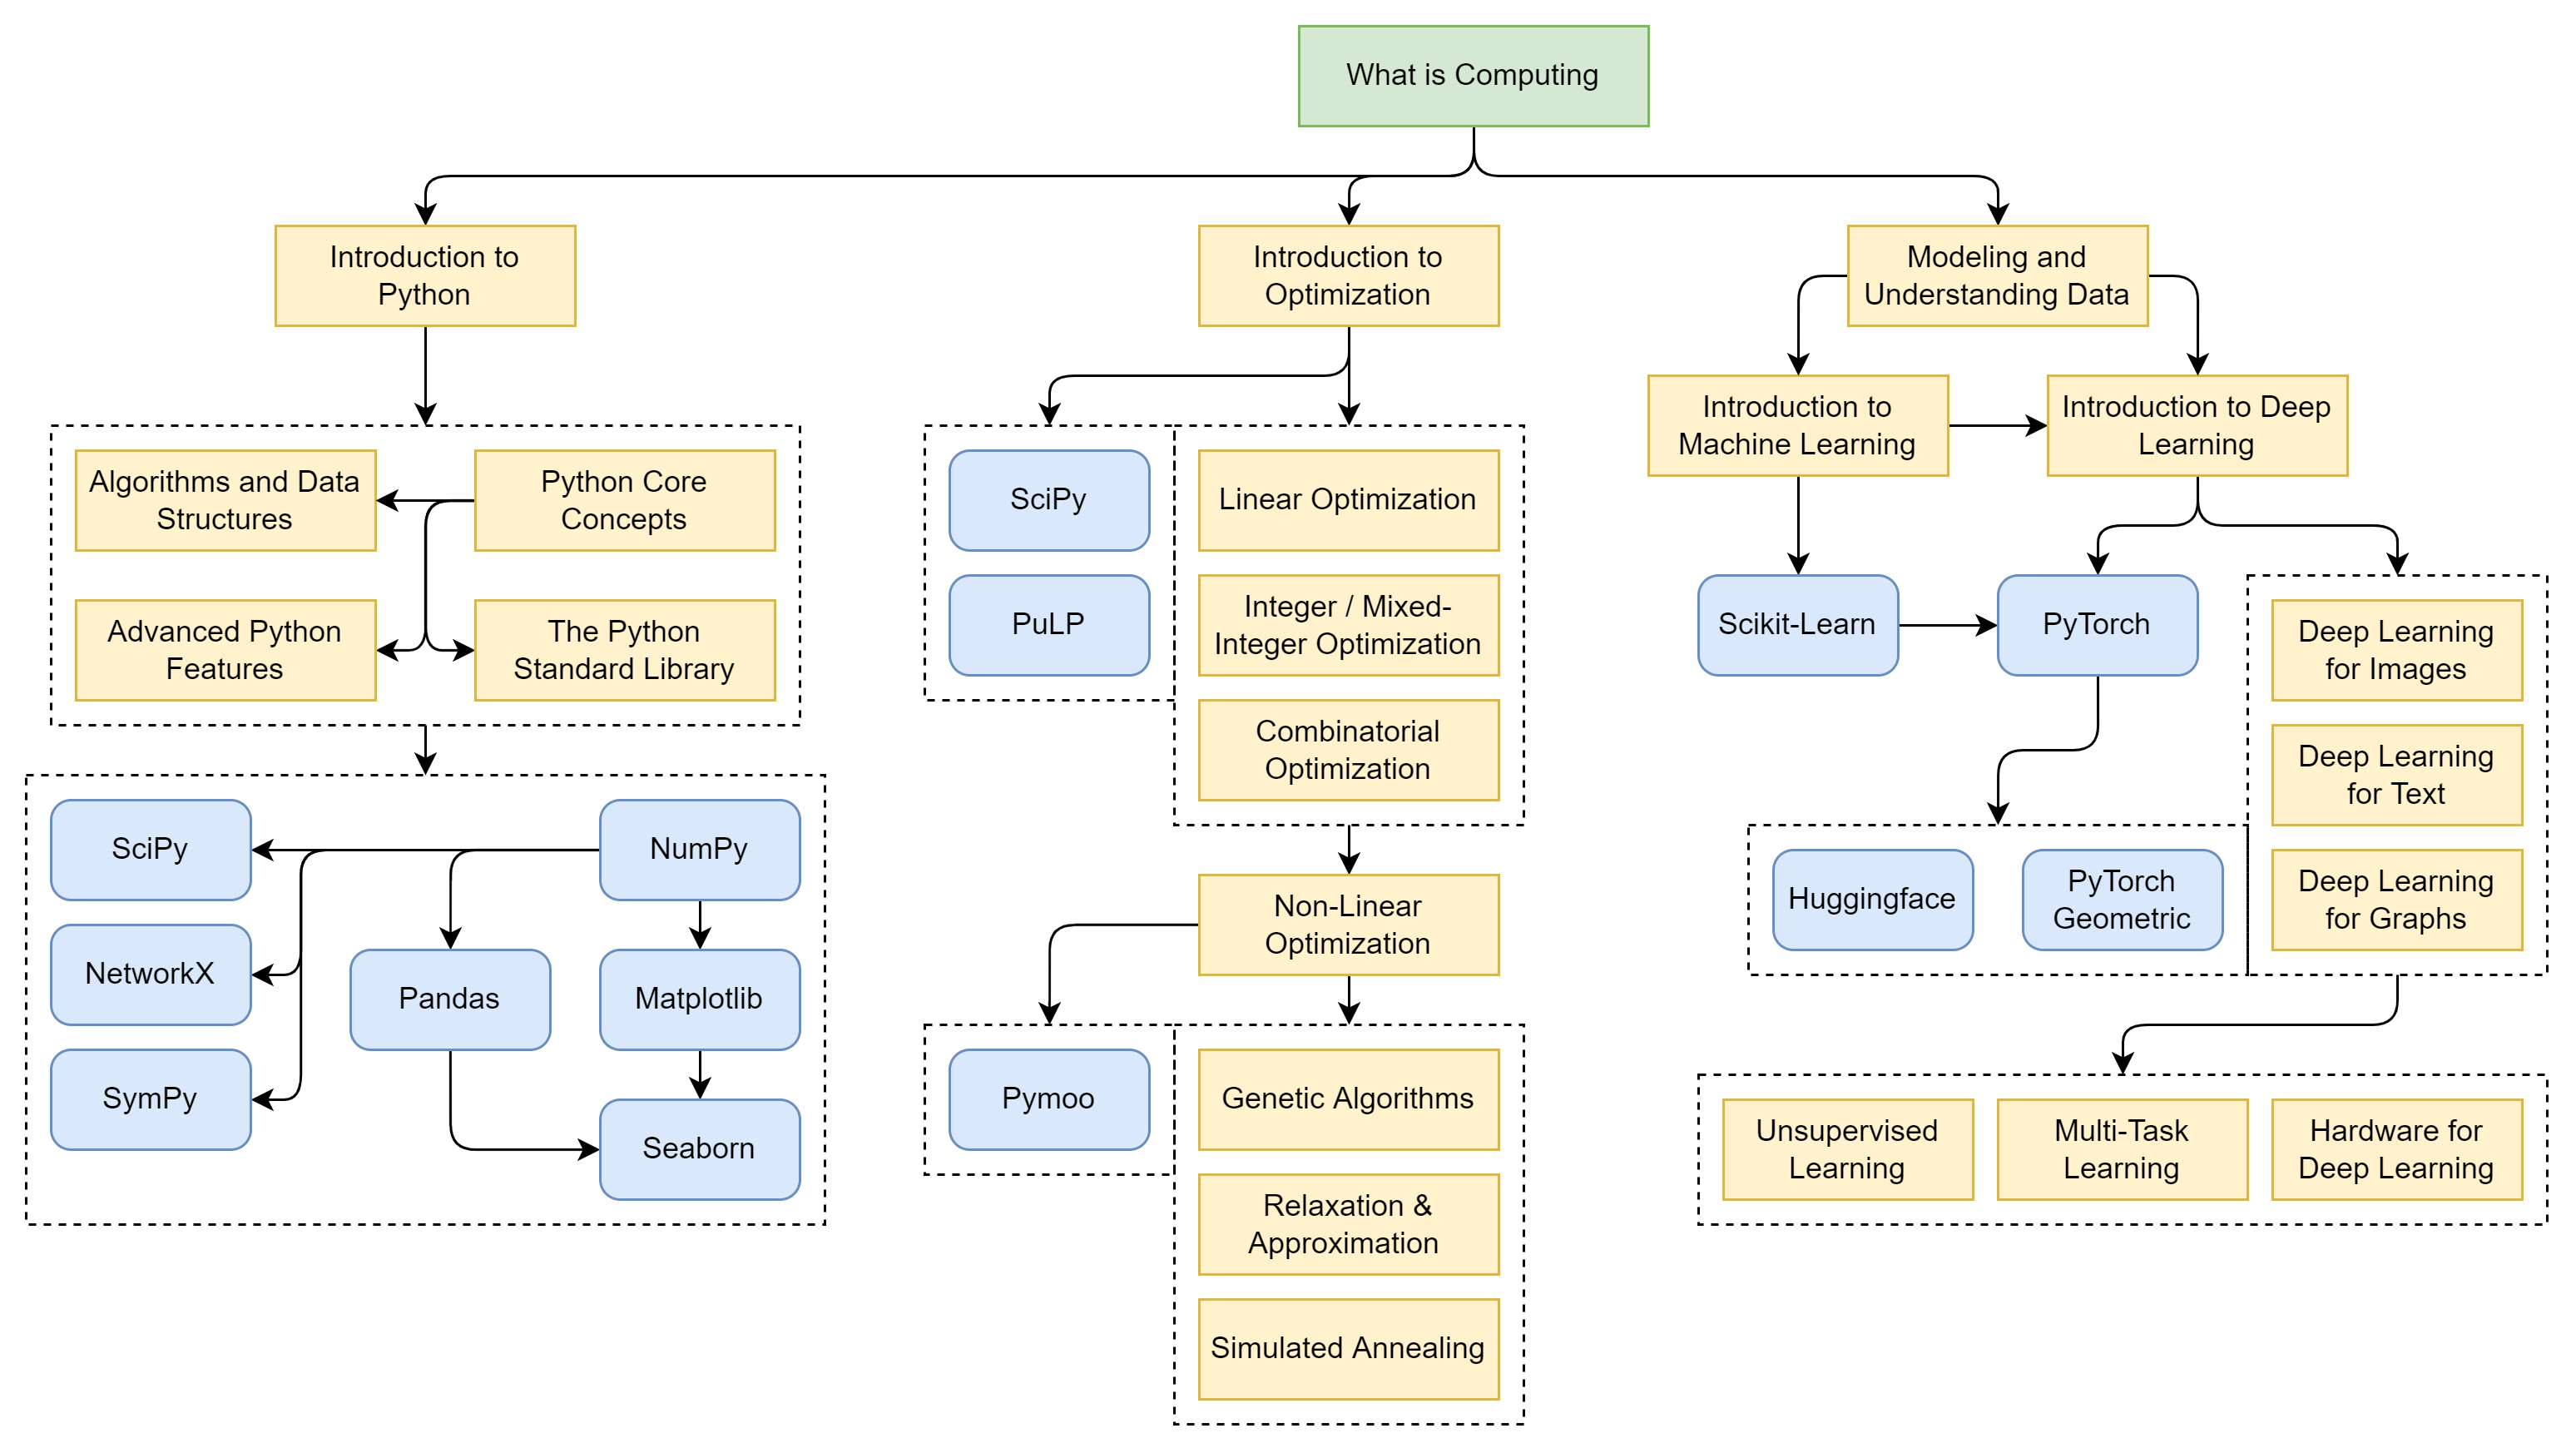 What is Computing
Introduction to
Python
Introduction to
Optimization
Modeling and
Understanding Data
Algorithms and Data
Structures
Python Core
Concepts
Advanced Python
Features
The Python
Standard Library
SciPy
NumPy
NetworkX
Pandas
Matplotlib
SymPy
Seaborn
SciPy
PuLP
Linear Optimization
Integer / Mixed-
Integer Optimization
Combinatorial
Optimization
Non-Linear
Optimization
Pymoo
Genetic Algorithms
Relaxation &
Approximation
Simulated Annealing
Introduction to
Machine Learning
Introduction to Deep
Learning
Scikit-Learn
PyTorch
Deep Learning
for Images
Deep Learning
for Text
Deep Learning
for Graphs
Huggingface
PyTorch
Geometric
Unsupervised
Learning
Multi-Task
Learning
Hardware for
Deep Learning